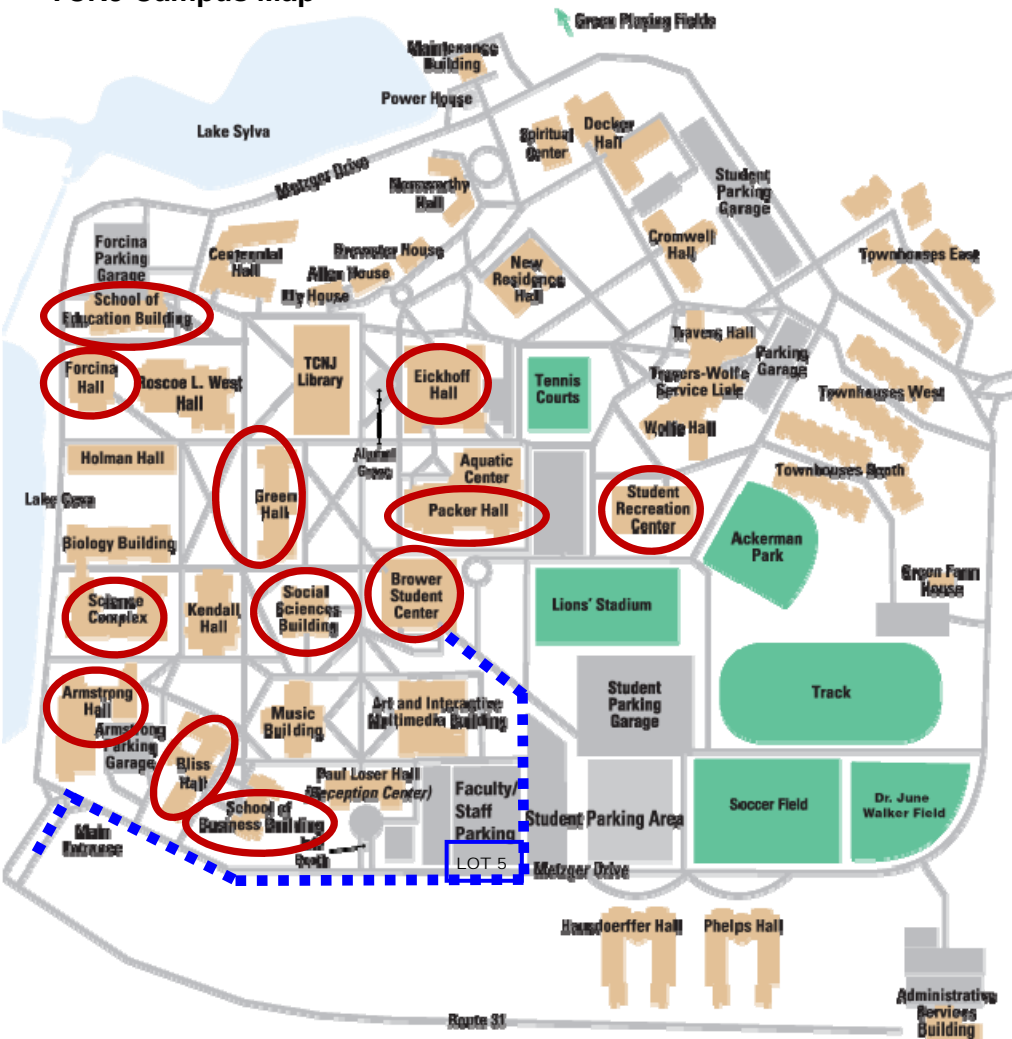 TCNJ Campus Map
Green Playing Fields
Maintenance
Building
Power House
Lake Sylva
Spiritual
Center
Decker
Hall
Metzger Drive
Norsworthy
Hall
Student
Parking
Garage
Forcina
Parking
Garage
Centennial
Hall
Brewster House
Allen House
Ely House
New
Residence
Hall
Cromwell
Hall
Townhouses East
School of
Education Building
Forcina
Hall
Roscoe L. West
Hall
TCNJ
Library
Eickhoff
Hall
Tennis
Courts
Travers Hall
Travers-Wolfe
Service Link
Wolfe Hall
Parking
Garage
Townhouses West
Holman Hall
Alumni
Grove
Aquatic
Center
Townhouses South
Lake Ceva
Green
Hall
Packer Hall
Student
Recreation
Center
Ackerman
Park
Biology Building
Science
Complex
Kendall
Hall
Social
Sciences
Building
Brower
Student
Center
Lions' Stadium
Green Farm
House
Armstrong
Hall
Armstrong
Parking
Garage
Music
Building
Art and Interactive
Multimedia Building
Student
Parking
Garage
Track
Bliss
Hall
School of
Business Building
Paul Loser Hall
(Reception Center)
Faculty/
Staff
Parking
Student Parking Area
Soccer Field
Dr. June
Walker Field
Main
Entrance
Booth
LOT 5
Metzger Drive
Hausdoerffer Hall
Phelps Hall
Administrative
Services
Building
Route 31